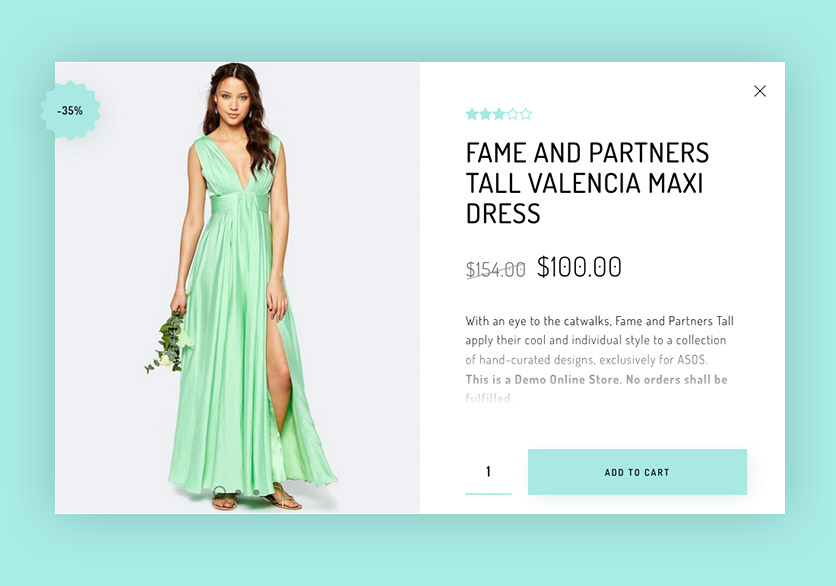 -35%
FAME AND PARTNERS
TALL VALENCIA MAXI
DRESS
$154.00 $100.00
With an eye to the catwalks, Fame and Partners Tall
apply their cool and individual style to a collection
of hand-curated designs, exclusively for ASOS.
This is a Demo Online Store. No orders shall be
fulfilled.
1
ADD TO CART